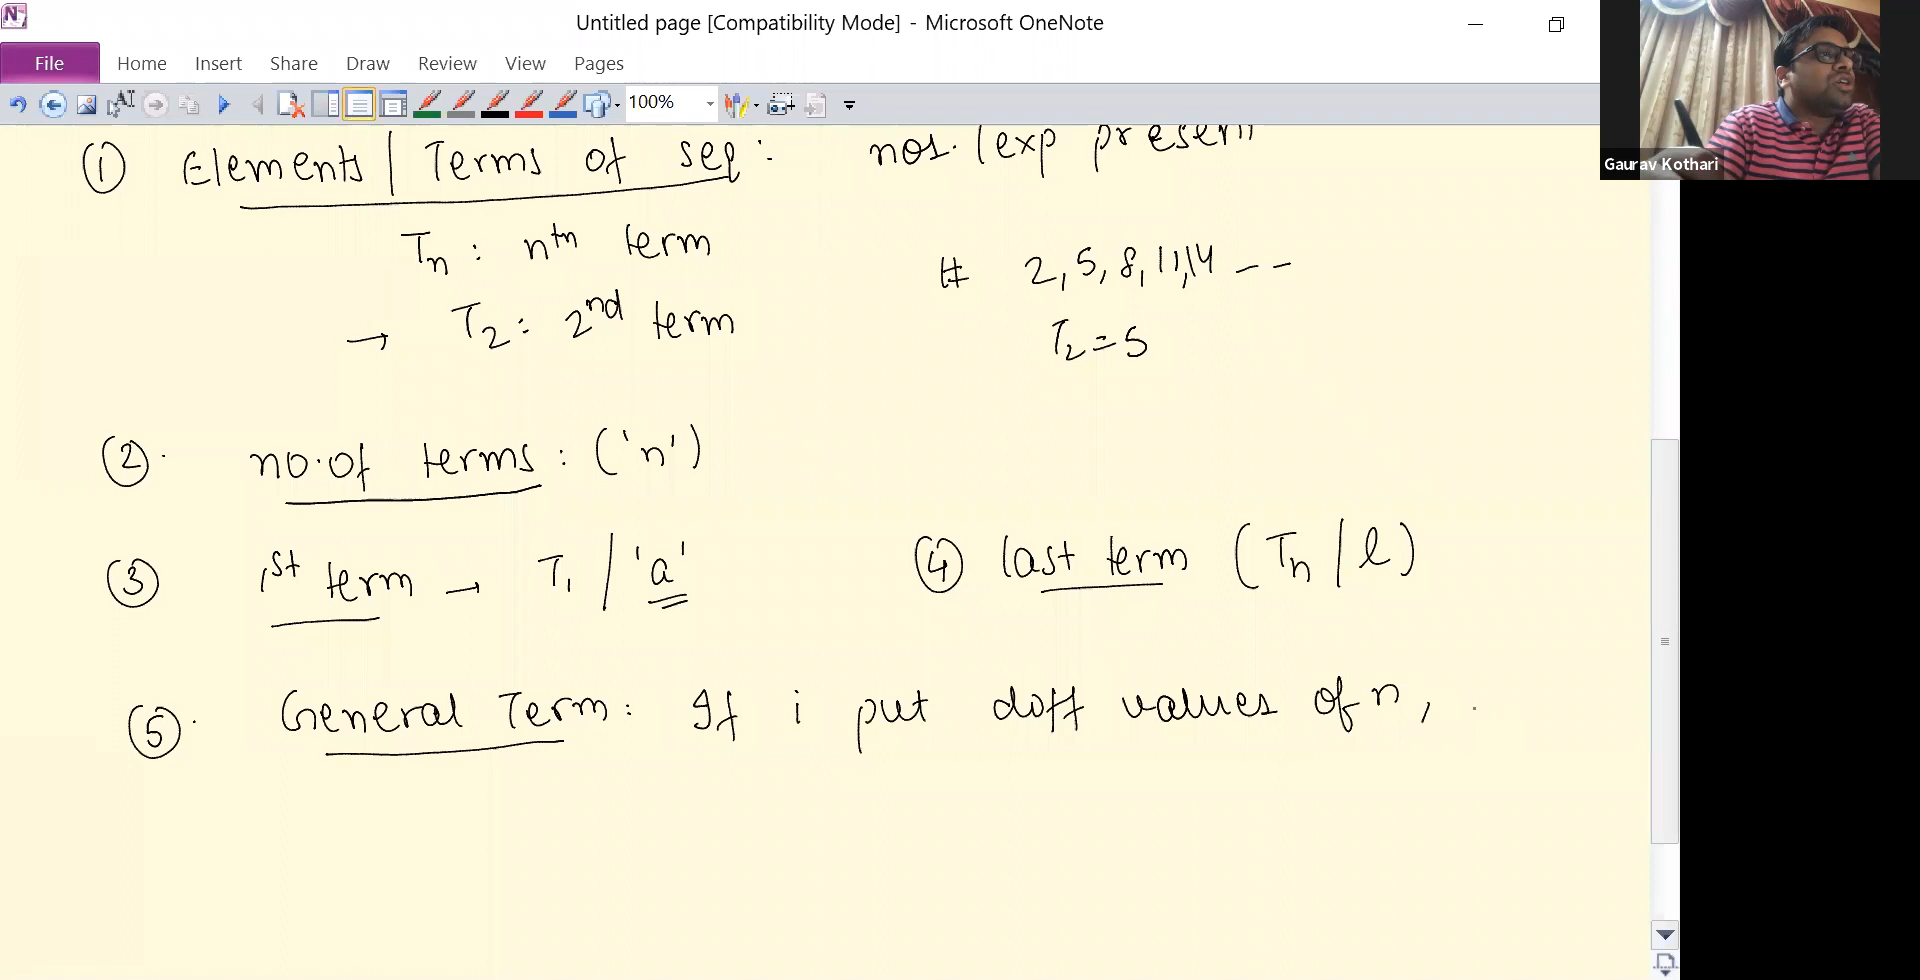 Untitled page [Compatibility Mode] - Microsoft OneNote
File Home Insert Share Draw Review View Pages
100%
Gaurav Kothari
① Elements / Terms of seq: nos. / exp present
Tn : nth term
# 2, 5, 8, 11, 14 - -
→ T2 : 2nd term
T2 = 5
② no. of terms : ('n')
③ 1st term → T1 / 'a'
④ last term (Tn / l)
⑤ General Term : If i put diff values of n ,